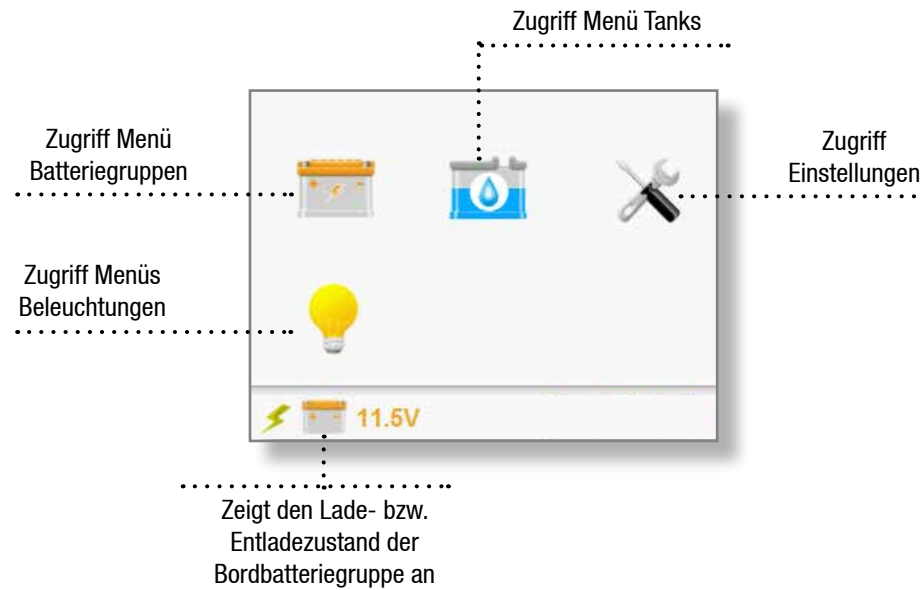 Zugriff Menü Tanks
Zugriff Menü
Batteriegruppen
Zugriff
Einstellungen
Zugriff Menüs
Beleuchtungen
11.5V
Zeigt den Lade- bzw.
Entladezustand der
Bordbatteriegruppe an